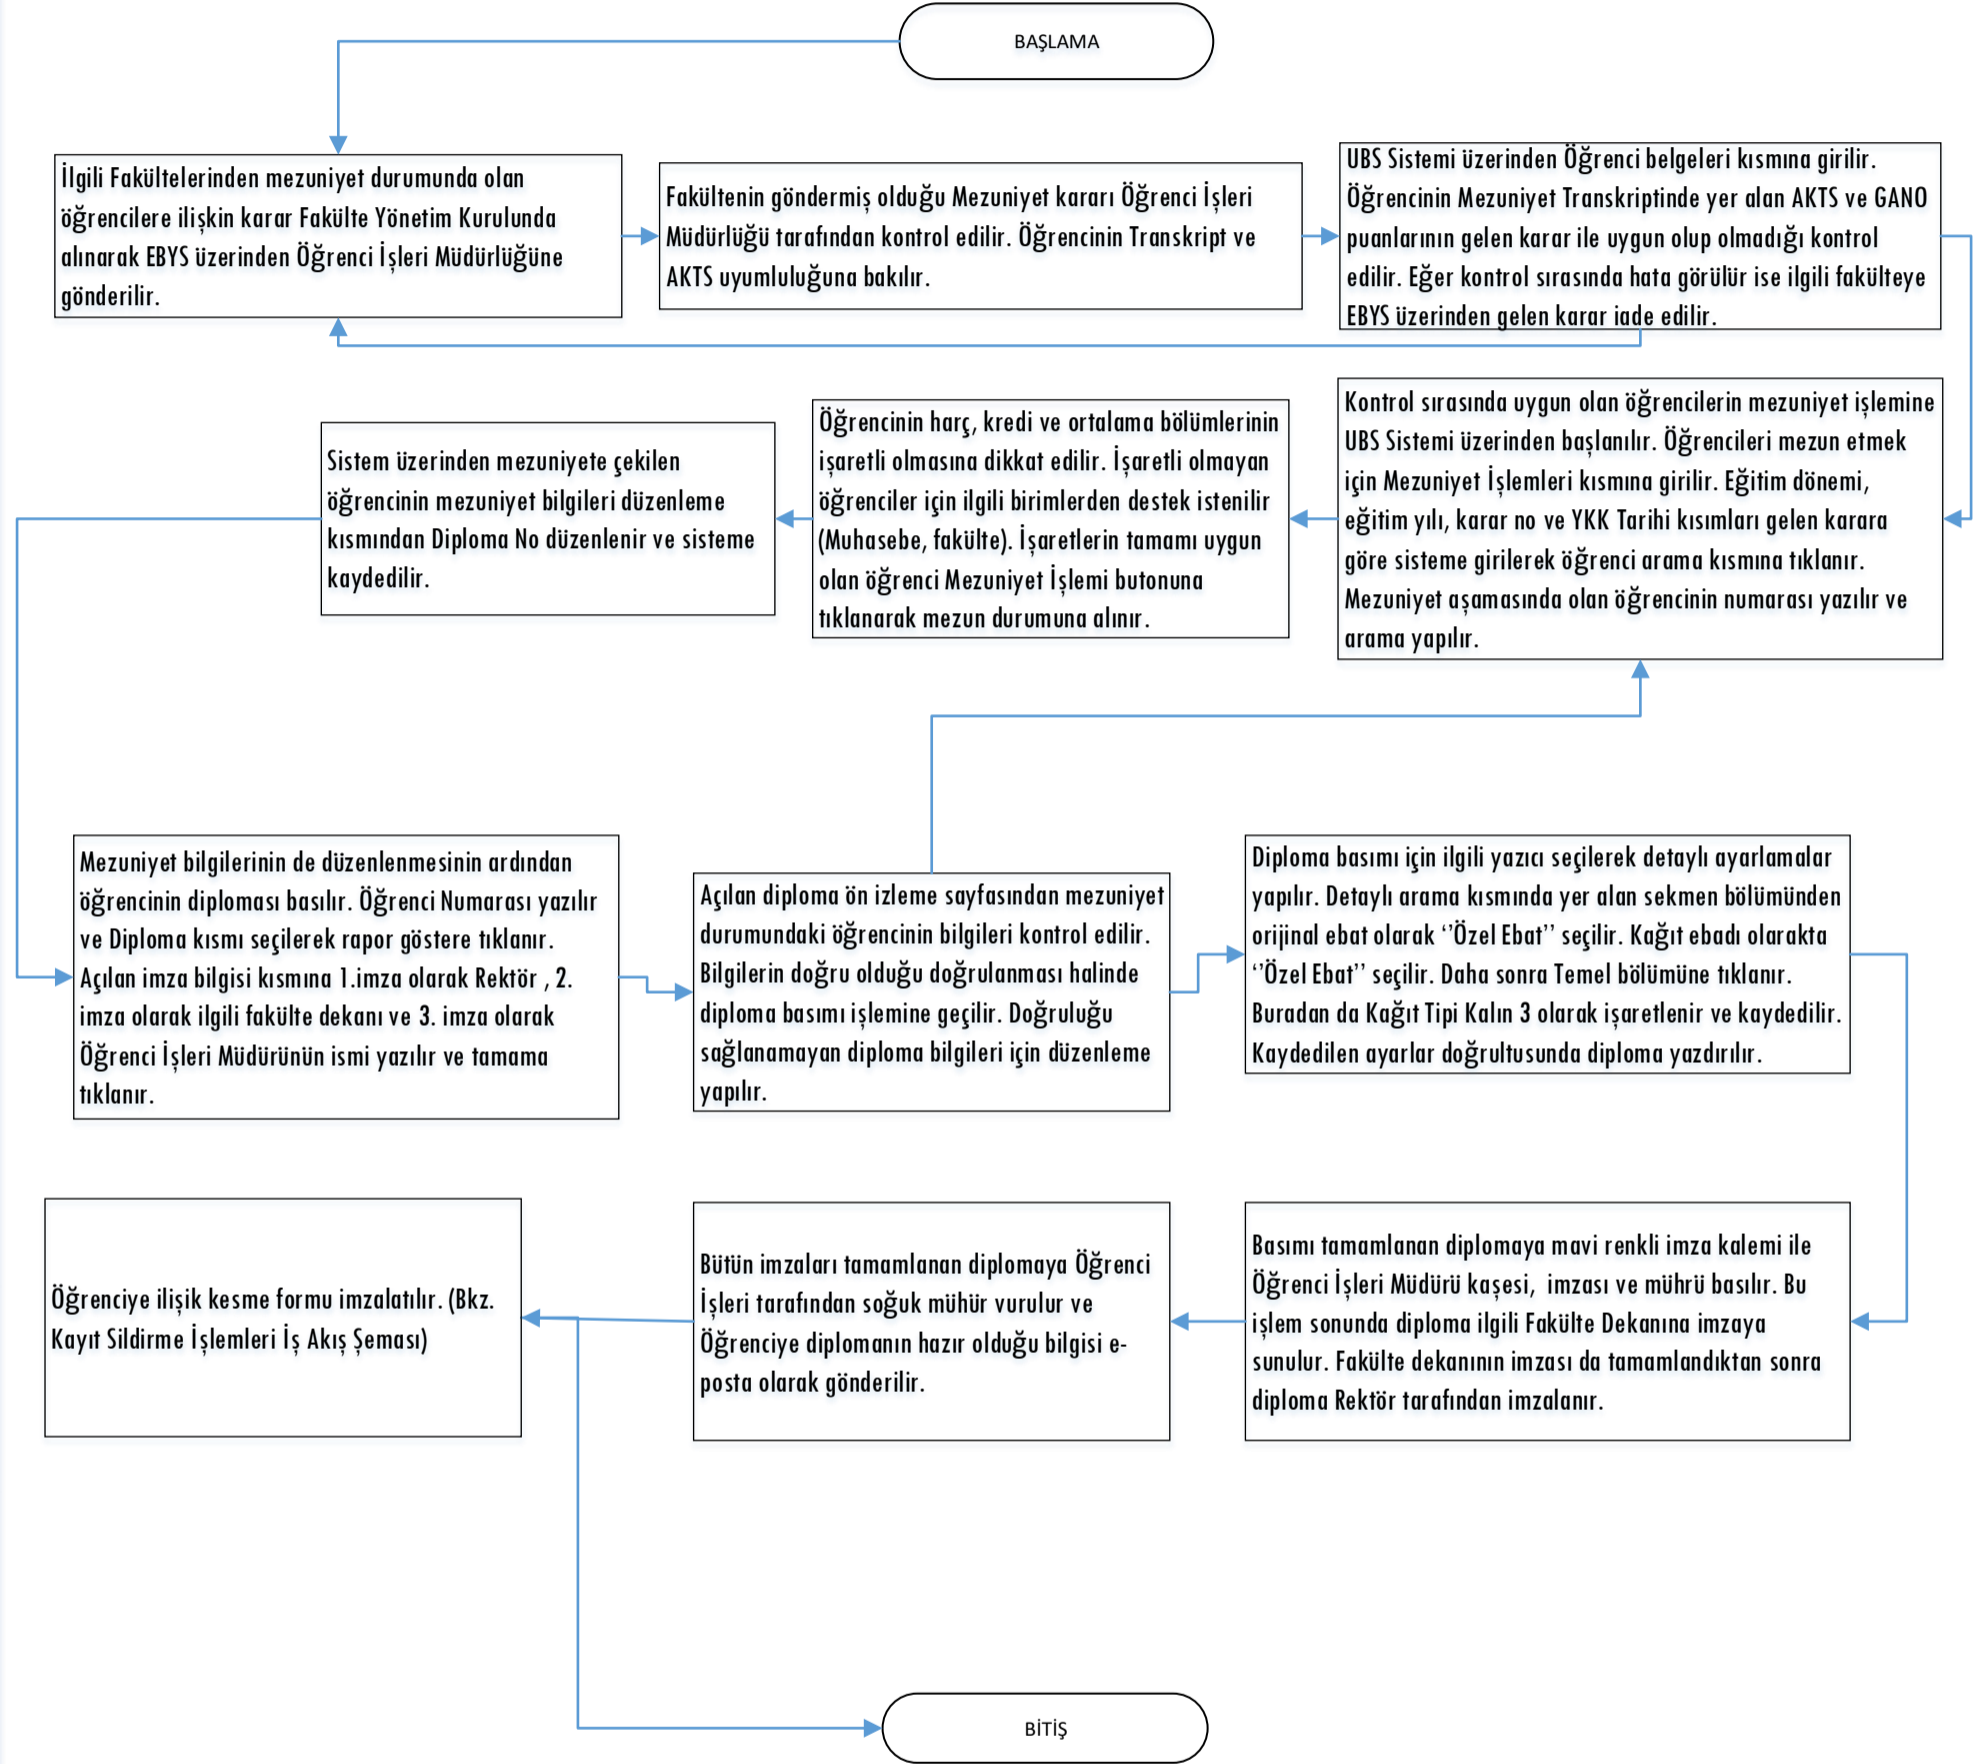 BAŞLAMA
İlgili Fakültelerinden mezuniyet durumunda olan
öğrencilere ilişkin karar Fakülte Yönetim Kurulunda
alınarak EBYS üzerinden Öğrenci İşleri Müdürlüğüne
gönderilir.
Fakültenin göndermiş olduğu Mezuniyet kararı Öğrenci İşleri
Müdürlüğü tarafından kontrol edilir. Öğrencinin Transkript ve
AKTS uyumluluğuna bakılır.
UBS Sistemi üzerinden Öğrenci belgeleri kısmına girilir.
Öğrencinin Mezuniyet Transkriptinde yer alan AKTS ve GANO
puanlarının gelen karar ile uygun olup olmadığı kontrol
edilir. Eğer kontrol sırasında hata görülür ise ilgili fakülteye
EBYS üzerinden gelen karar iade edilir.
Kontrol sırasında uygun olan öğrencilerin mezuniyet işlemine
UBS Sistemi üzerinden başlanılır. Öğrencileri mezun etmek
için Mezuniyet İşlemleri kısmına girilir. Eğitim dönemi,
eğitim yılı, karar no ve YKK Tarihi kısımları gelen karara
göre sisteme girilerek öğrenci arama kısmına tıklanır.
Mezuniyet aşamasında olan öğrencinin numarası yazılır ve
arama yapılır.
Öğrencinin harç, kredi ve ortalama bölümlerinin
işaretli olmasına dikkat edilir. İşaretli olmayan
öğrenciler için ilgili birimlerden destek istenilir
(Muhasebe, fakülte). İşaretlerin tamamı uygun
olan öğrenci Mezuniyet İşlemi butonuna
tıklanarak mezun durumuna alınır.
Sistem üzerinden mezuniyete çekilen
öğrencinin mezuniyet bilgileri düzenleme
kısmından Diploma No düzenlenir ve sisteme
kaydedilir.
Mezuniyet bilgilerinin de düzenlenmesinin ardından
öğrencinin diploması basılır. Öğrenci Numarası yazılır
ve Diploma kısmı seçilerek rapor göstere tıklanır.
Açılan imza bilgisi kısmına 1.imza olarak Rektör , 2.
imza olarak ilgili fakülte dekanı ve 3. imza olarak
Öğrenci İşleri Müdürünün ismi yazılır ve tamama
tıklanır.
Açılan diploma ön izleme sayfasından mezuniyet
durumundaki öğrencinin bilgileri kontrol edilir.
Bilgilerin doğru olduğu doğrulanması halinde
diploma basımı işlemine geçilir. Doğruluğu
sağlanamayan diploma bilgileri için düzenleme
yapılır.
Diploma basımı için ilgili yazıcı seçilerek detaylı ayarlamalar
yapılır. Detaylı arama kısmında yer alan sekmen bölümünden
orijinal ebat olarak ‘’Özel Ebat’’ seçilir. Kağıt ebadı olarakta
‘’Özel Ebat’’ seçilir. Daha sonra Temel bölümüne tıklanır.
Buradan da Kağıt Tipi Kalın 3 olarak işaretlenir ve kaydedilir.
Kaydedilen ayarlar doğrultusunda diploma yazdırılır.
Basımı tamamlanan diplomaya mavi renkli imza kalemi ile
Öğrenci İşleri Müdürü kaşesi,  imzası ve mührü basılır. Bu
işlem sonunda diploma ilgili Fakülte Dekanına imzaya
sunulur. Fakülte dekanının imzası da tamamlandıktan sonra
diploma Rektör tarafından imzalanır.
Bütün imzaları tamamlanan diplomaya Öğrenci
İşleri tarafından soğuk mühür vurulur ve
Öğrenciye diplomanın hazır olduğu bilgisi e-
posta olarak gönderilir.
Öğrenciye ilişik kesme formu imzalatılır. (Bkz.
Kayıt Sildirme İşlemleri İş Akış Şeması)
BİTİŞ